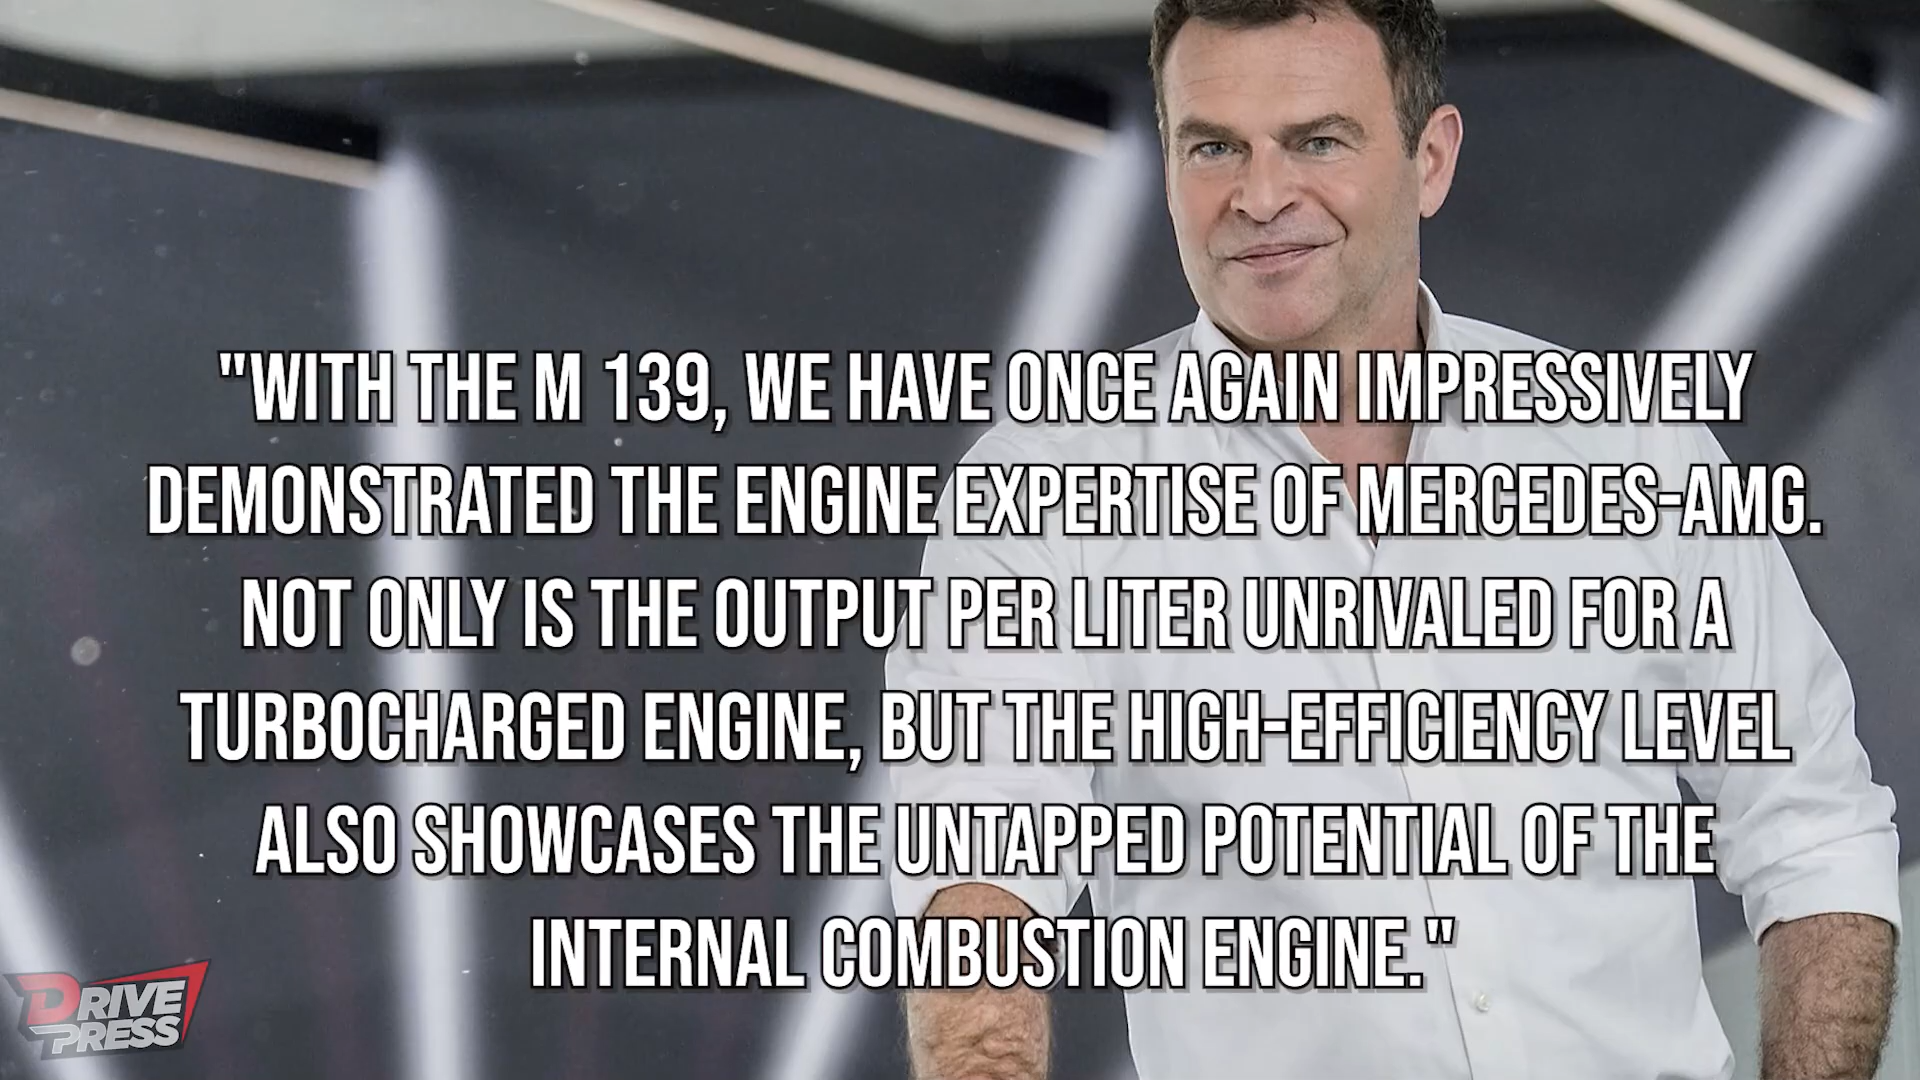 "WITH THE M 139, WE HAVE ONCE AGAIN IMPRESSIVELY
DEMONSTRATED THE ENGINE EXPERTISE OF MERCEDES-AMG.
NOT ONLY IS THE OUTPUT PER LITER UNRIVALED FOR A
TURBOCHARGED ENGINE, BUT THE HIGH-EFFICIENCY LEVEL
ALSO SHOWCASES THE UNTAPPED POTENTIAL OF THE
INTERNAL COMBUSTION ENGINE."
DRIVE
PRESS